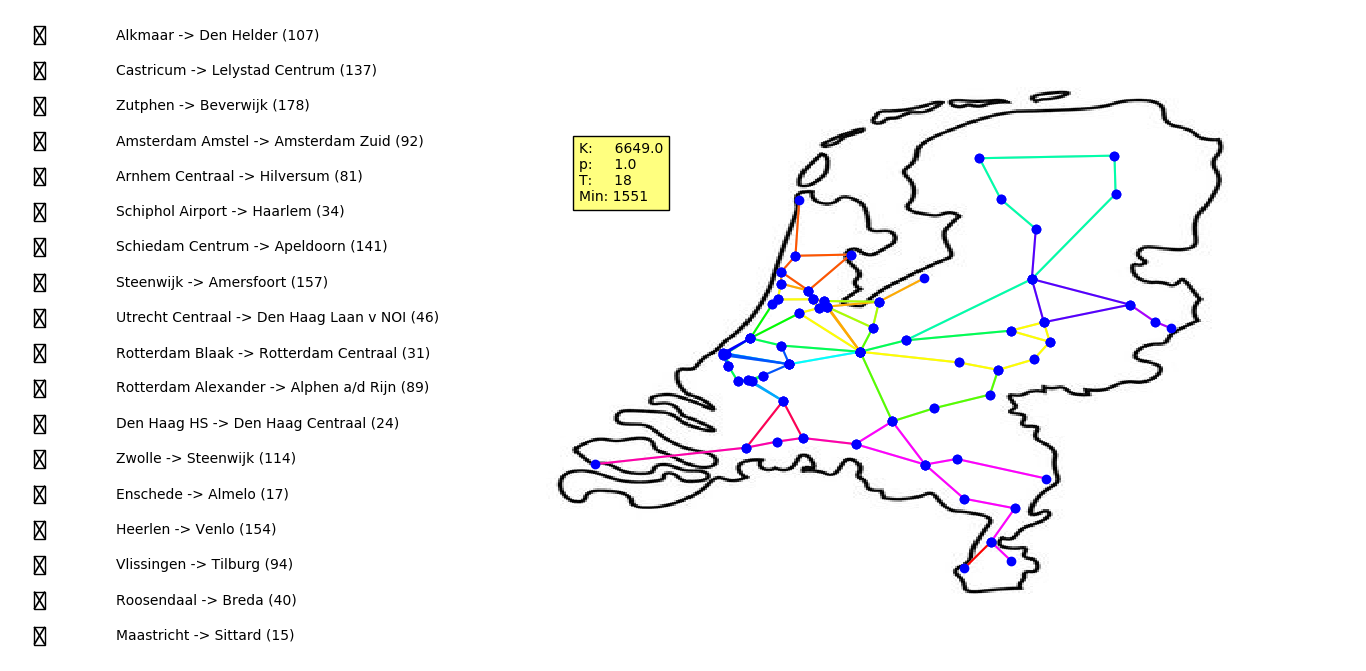 Alkmaar -> Den Helder (107)
Castricum -> Lelystad Centrum (137)
Zutphen -> Beverwijk (178)
Amsterdam Amstel -> Amsterdam Zuid (92)
Arnhem Centraal -> Hilversum (81)
Schiphol Airport -> Haarlem (34)
Schiedam Centrum -> Apeldoorn (141)
Steenwijk -> Amersfoort (157)
Utrecht Centraal -> Den Haag Laan v NOI (46)
Rotterdam Blaak -> Rotterdam Centraal (31)
Rotterdam Alexander -> Alphen a/d Rijn (89)
Den Haag HS -> Den Haag Centraal (24)
Zwolle -> Steenwijk (114)
Enschede -> Almelo (17)
Heerlen -> Venlo (154)
Vlissingen -> Tilburg (94)
Roosendaal -> Breda (40)
Maastricht -> Sittard (15)
K: 6649.0
p: 1.0
T: 18
Min: 1551